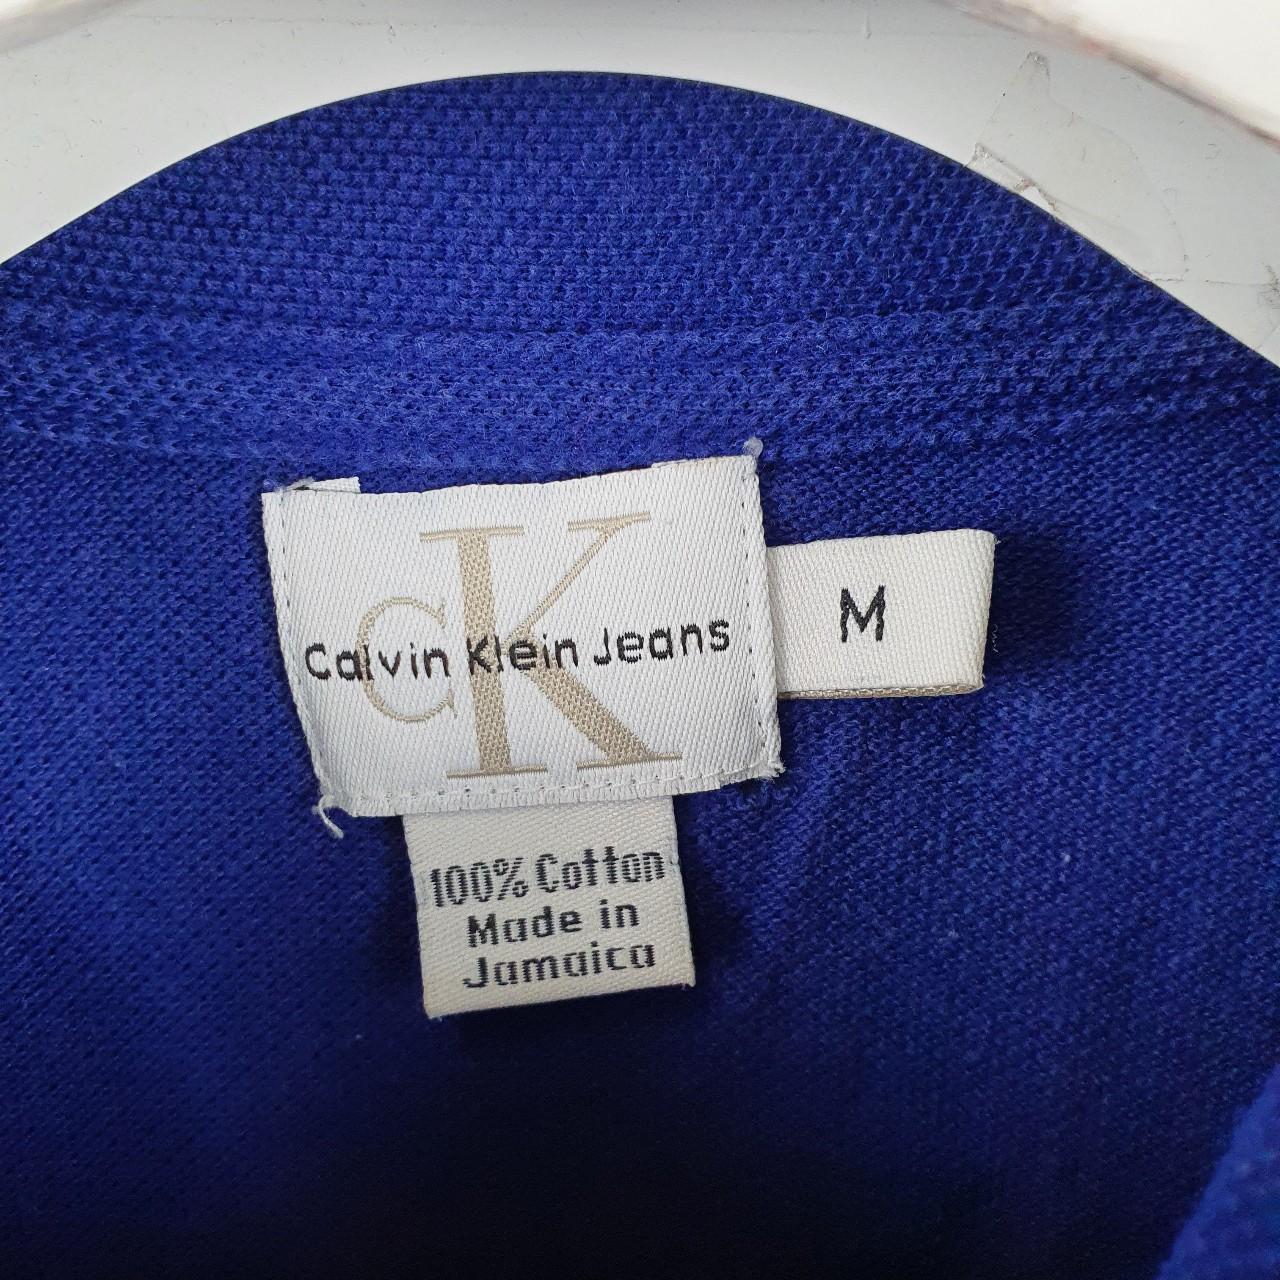 CK
Calvin Klein Jeans
M
100% Cotton
Made in
Jamaica